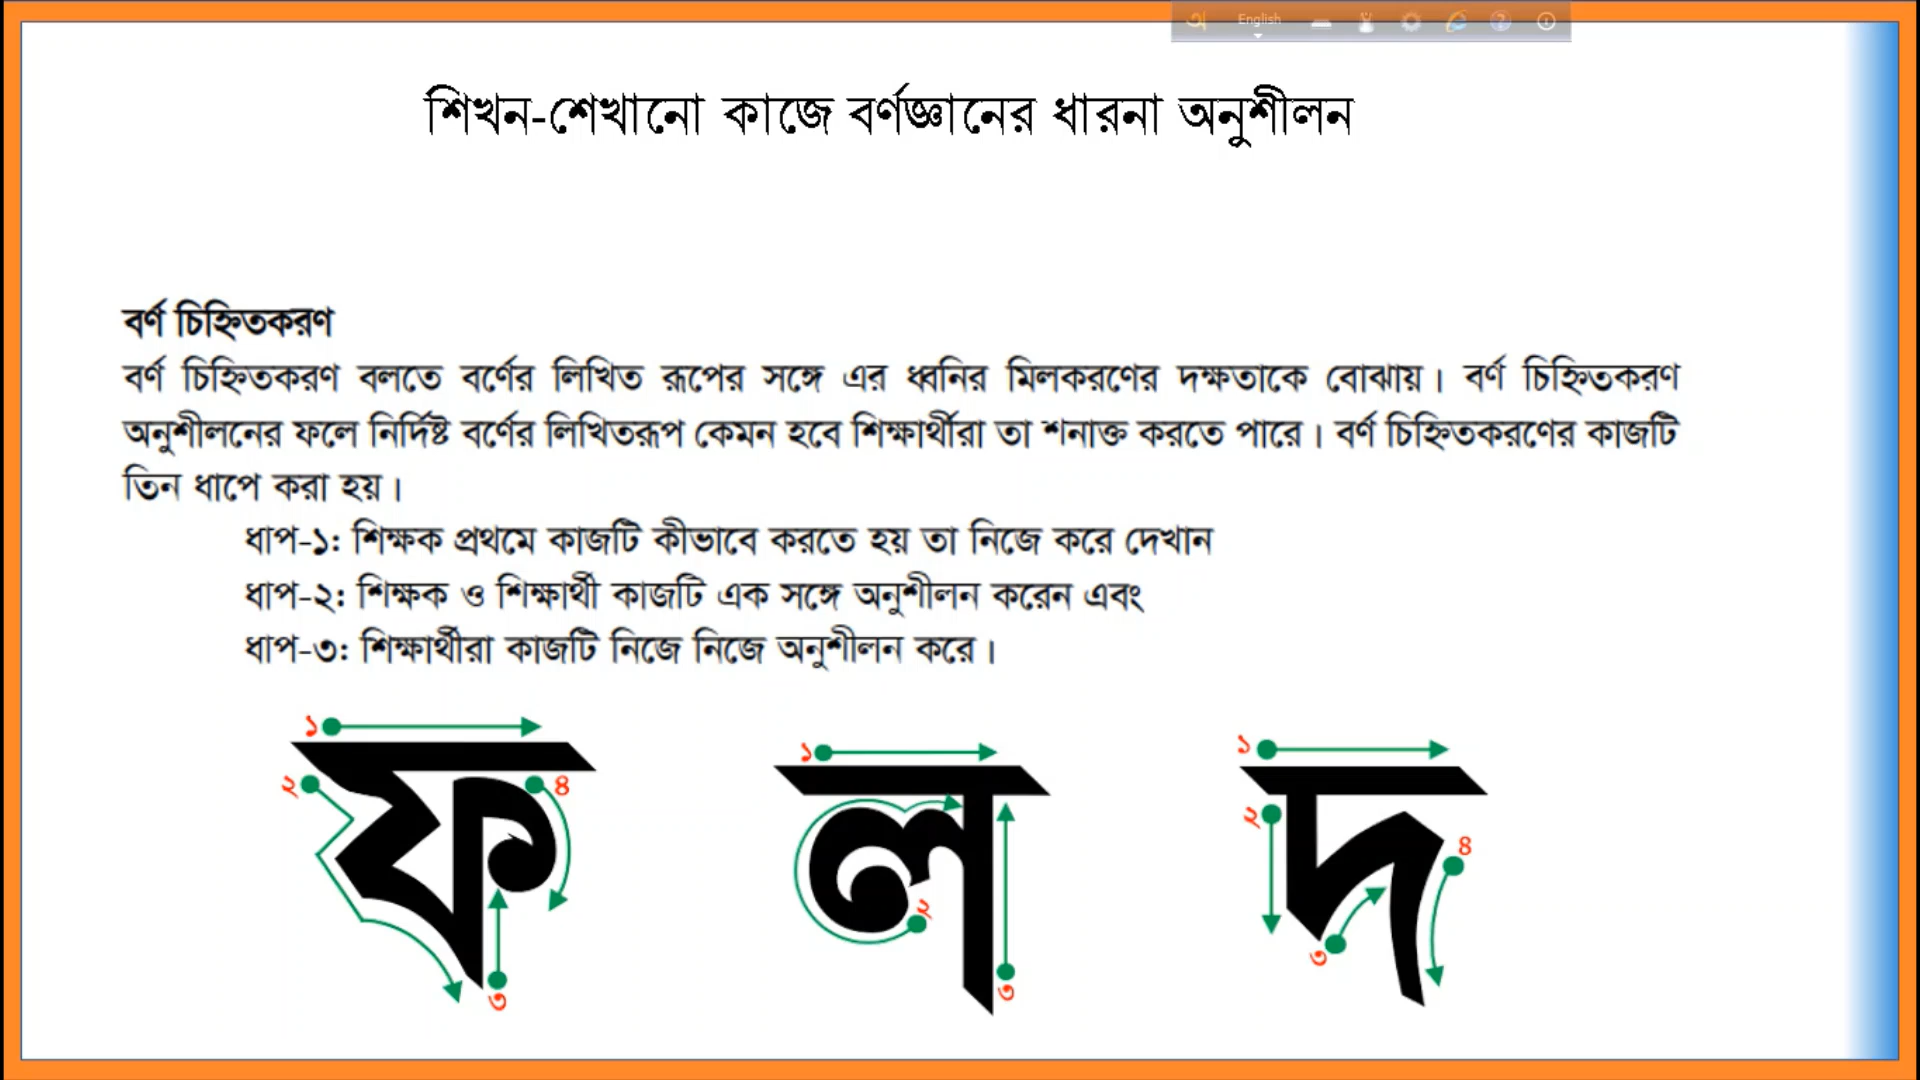 English
শিখন-শেখানো কাজে বর্ণজ্ঞানের ধারনা অনুশীলন
বর্ণ চিহ্নিতকরণ
বর্ণ চিহ্নিতকরণ বলতে বর্ণের লিখিত রূপের সঙ্গে এর ধ্বনির মিলকরণের দক্ষতাকে বোঝায়। বর্ণ চিহ্নিতকরণ
অনুশীলনের ফলে নির্দিষ্ট বর্ণের লিখিতরূপ কেমন হবে শিক্ষার্থীরা তা শনাক্ত করতে পারে। বর্ণ চিহ্নিতকরণের কাজটি
তিন ধাপে করা হয়।
ধাপ-১: শিক্ষক প্রথমে কাজটি কীভাবে করতে হয় তা নিজে করে দেখান
ধাপ-২: শিক্ষক ও শিক্ষার্থী কাজটি এক সঙ্গে অনুশীলন করেন এবং
ধাপ-৩: শিক্ষার্থীরা কাজটি নিজে নিজে অনুশীলন করে।
১ ২ ফ ৪ ৩
১ ল ২ ৩
১ ২ দ ৪ ৩